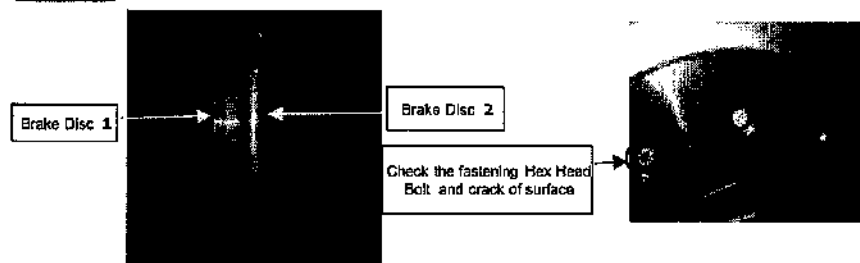 Brake Disc 1
Brake Disc 2
Check the fastening Hex Head
Bolt and crack of surface